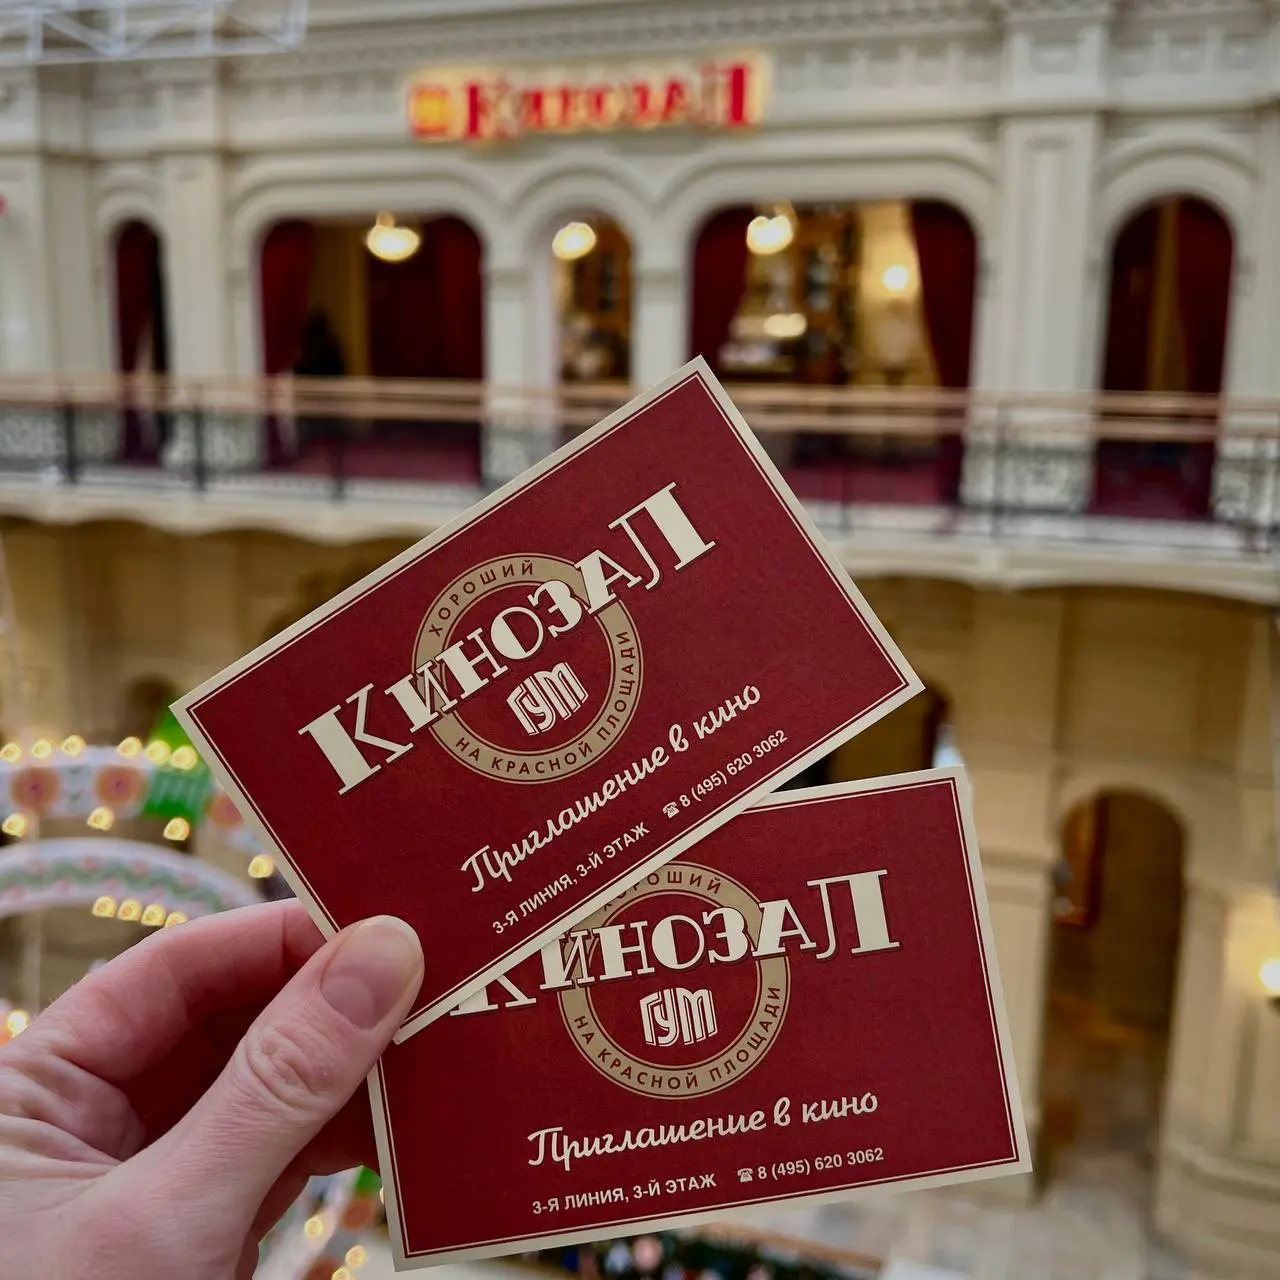 Кинозал
ХОРОШИЙ
Кинозал
ГУМ
НА КРАСНОЙ ПЛОЩАДИ
Приглашение в кино
3-Я ЛИНИЯ, 3-Й ЭТАЖ ☎ 8 (495) 620 3062
ХОРОШИЙ
Кинозал
ГУМ
НА КРАСНОЙ ПЛОЩАДИ
Приглашение в кино
3-Я ЛИНИЯ, 3-Й ЭТАЖ ☎ 8 (495) 620 3062